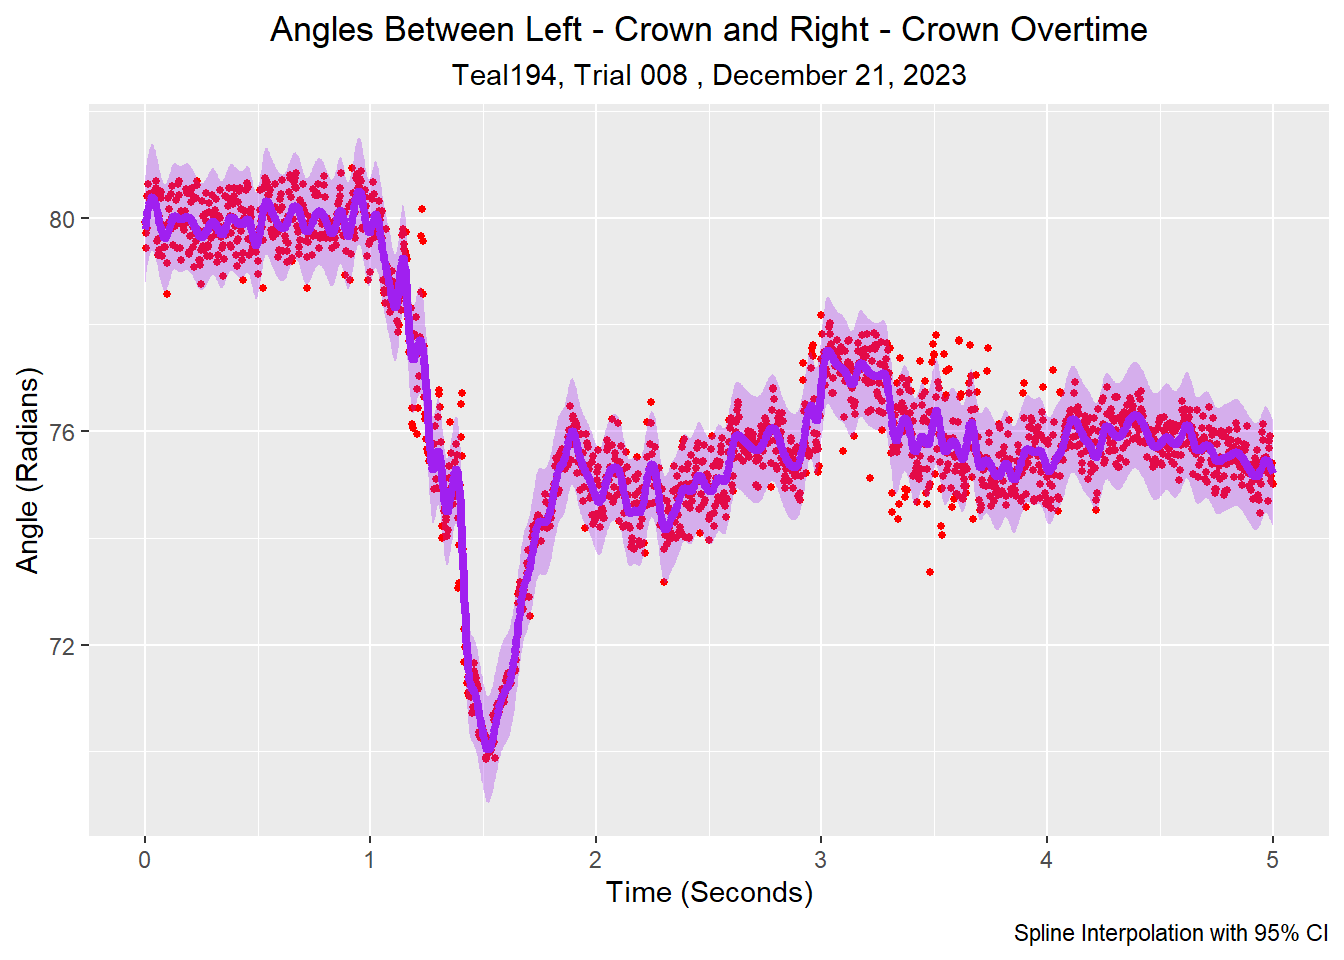 Angles Between Left - Crown and Right - Crown Overtime
Teal194, Trial 008 , December 21, 2023
Angle (Radians)
80
76
72
0 1 2 3 4 5
Time (Seconds)
Spline Interpolation with 95% CI